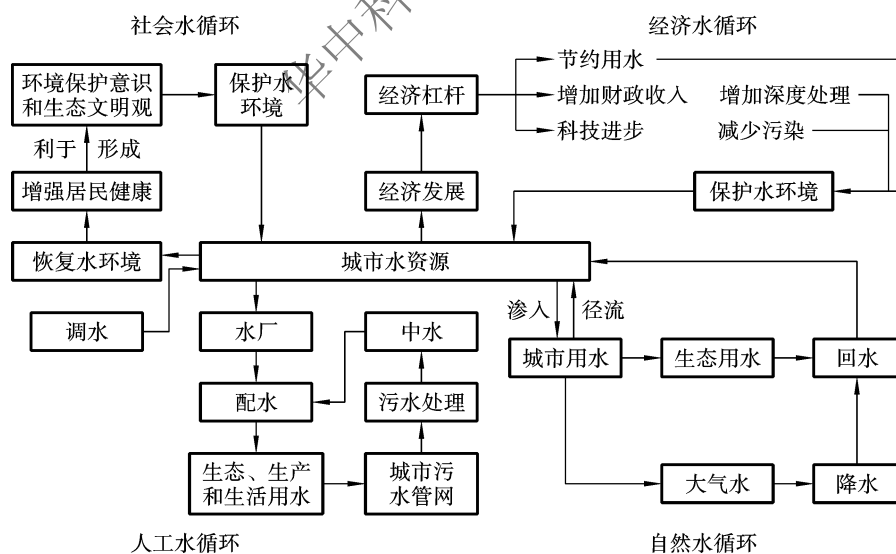 社会水循环
经济水循环
环境保护意识
和生态文明观
保护水
环境
利于 形成
增强居民健康
恢复水环境
调水
经济杠杆
节约用水
增加财政收入
科技进步
增加深度处理
减少污染
经济发展
保护水环境
城市水资源
水厂
中水
配水
污水处理
生态、生产
和生活用水
城市污
水管网
渗入 径流
城市用水
生态用水
回水
大气水
降水
人工水循环
自然水循环
华中科